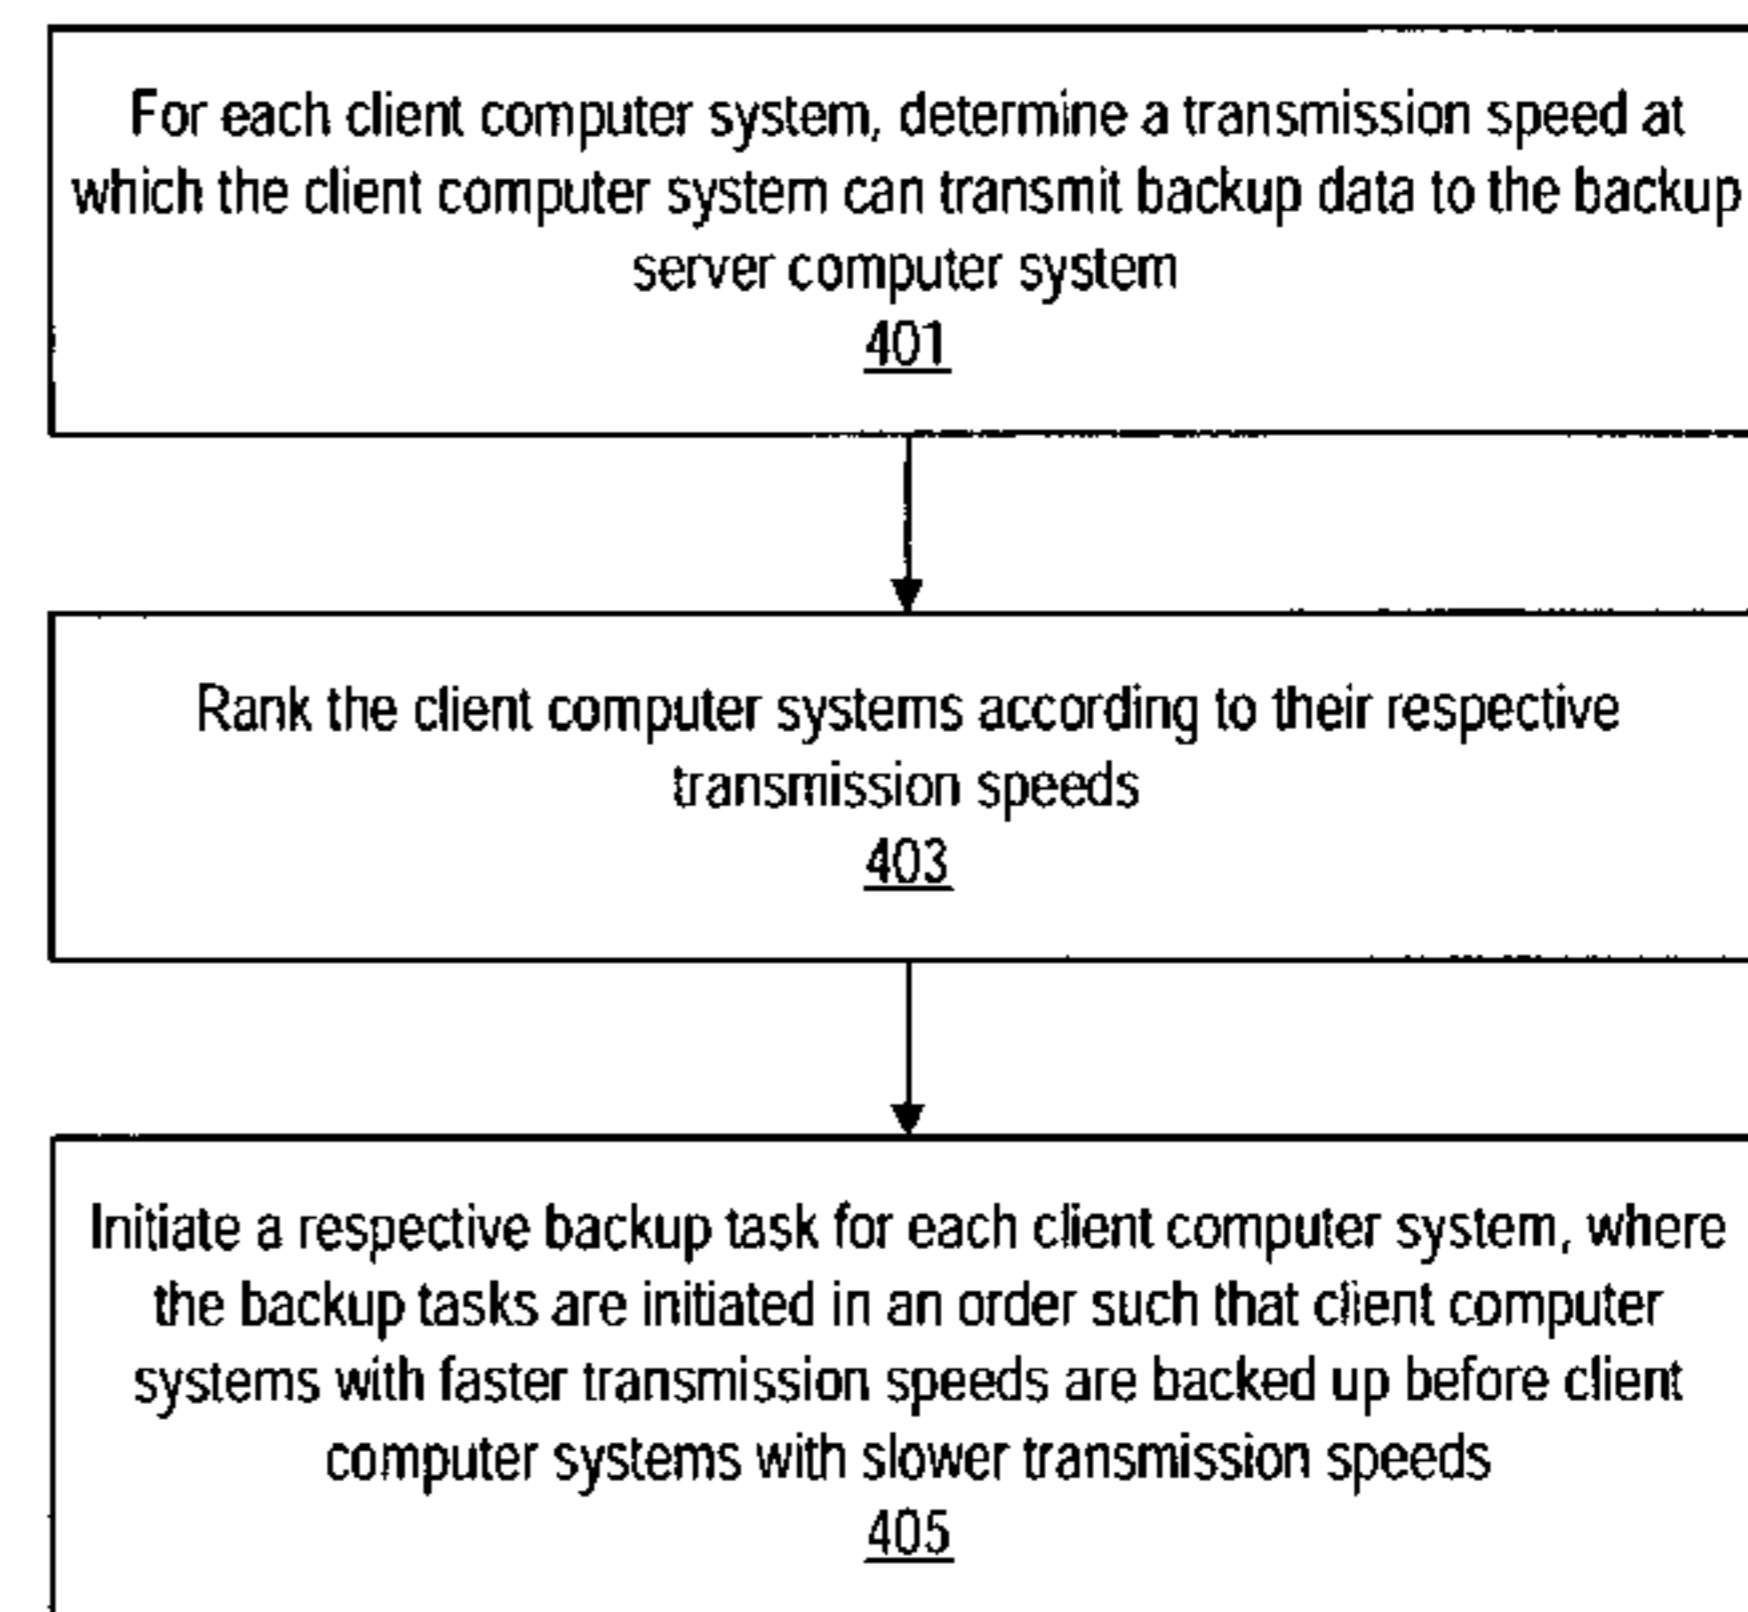 For each client computer system, determine a transmission speed at
which the client computer system can transmit backup data to the backup
server computer system
401
Rank the client computer systems according to their respective
transmission speeds
403
Initiate a respective backup task for each client computer system, where
the backup tasks are initiated in an order such that client computer
systems with faster transmission speeds are backed up before client
computer systems with slower transmission speeds
405